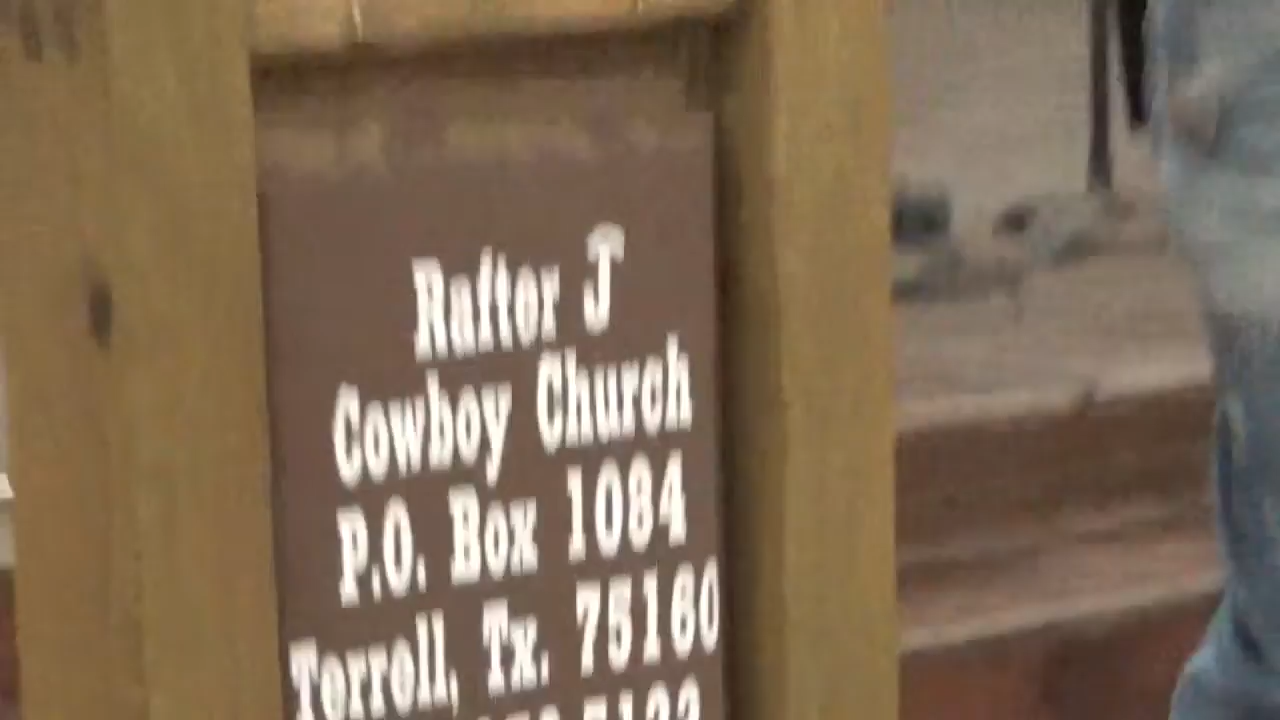 Rafter J
Cowboy Church
P.O. Box 1084
Terrell, Tx. 75160